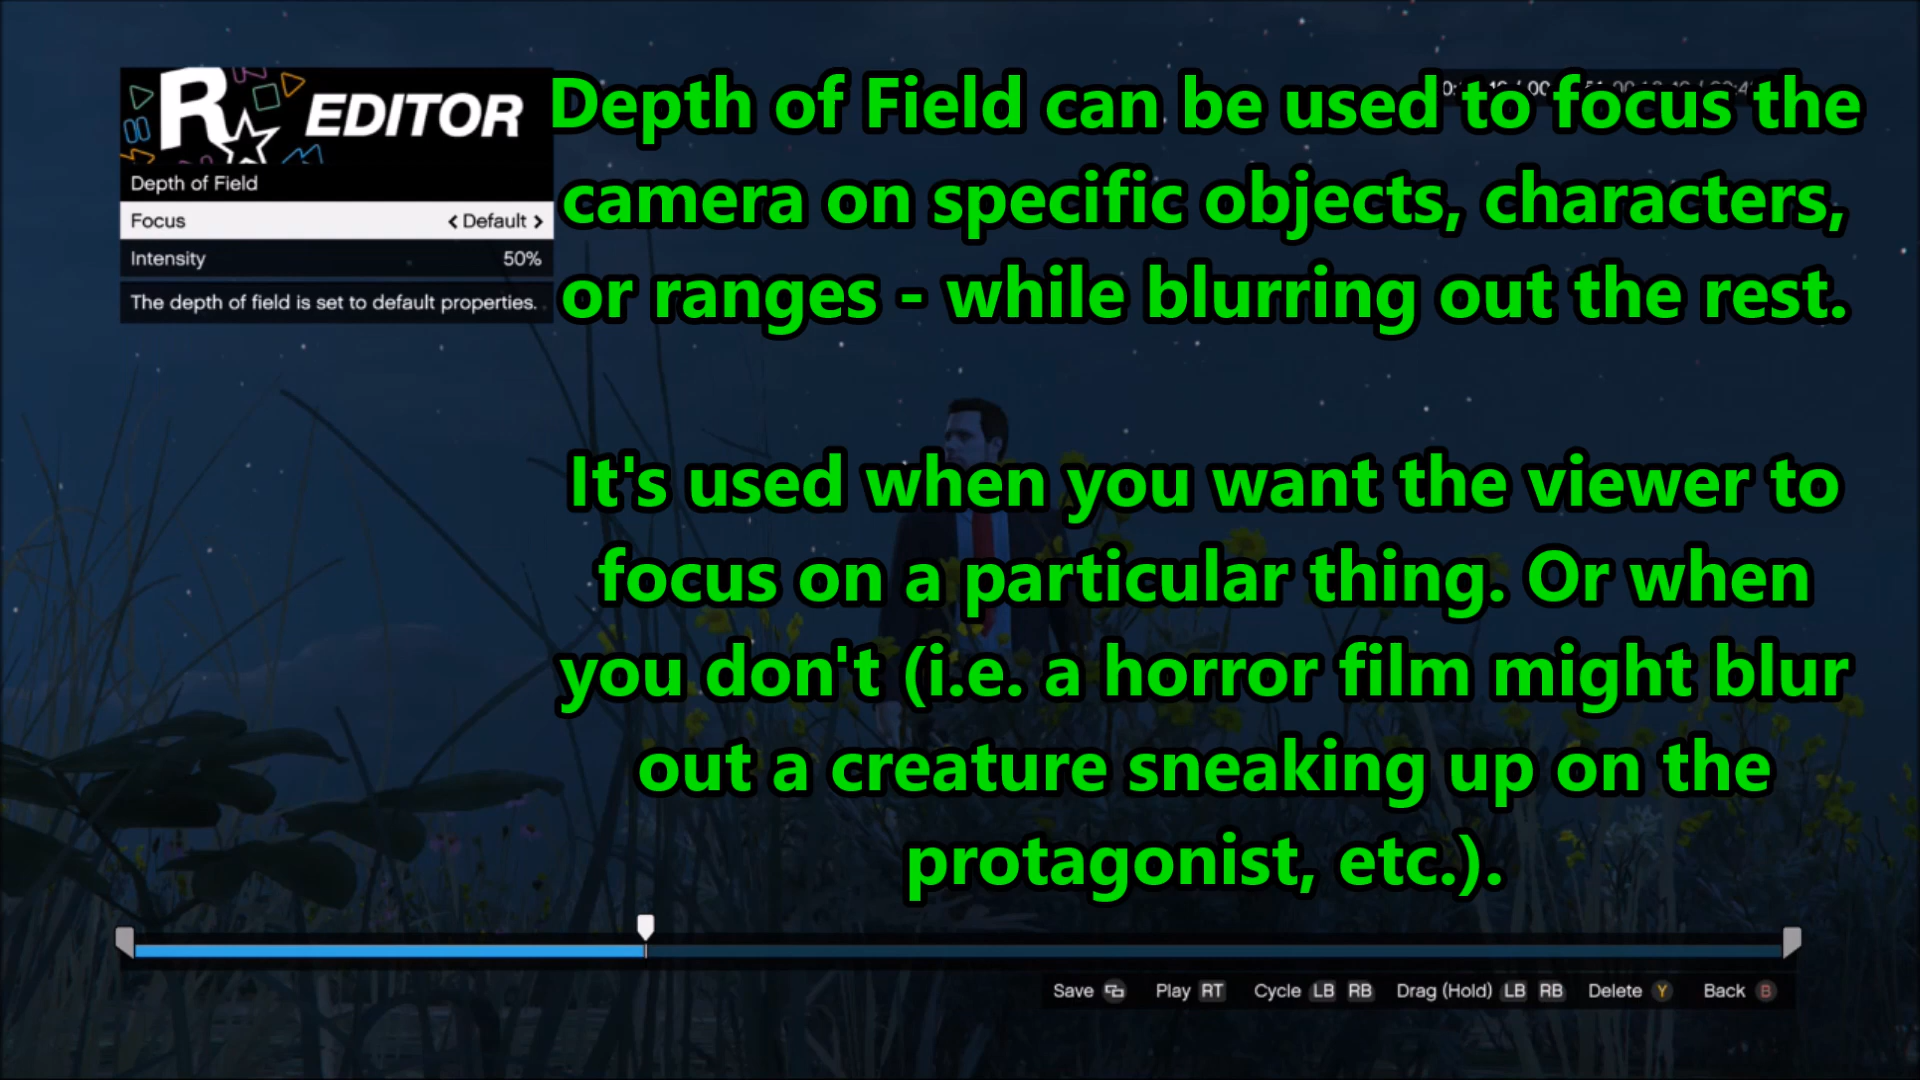 R
EDITOR
Depth of Field
Focus
Default
Intensity
50%
The depth of field is set to default properties.
Depth of Field can be used to focus the
camera on specific objects, characters,
or ranges - while blurring out the rest.
It's used when you want the viewer to
focus on a particular thing. Or when
you don't (i.e. a horror film might blur
out a creature sneaking up on the
protagonist, etc.).
Save Play RT Cycle LB RB Drag (Hold) LB RB Delete Y Back B